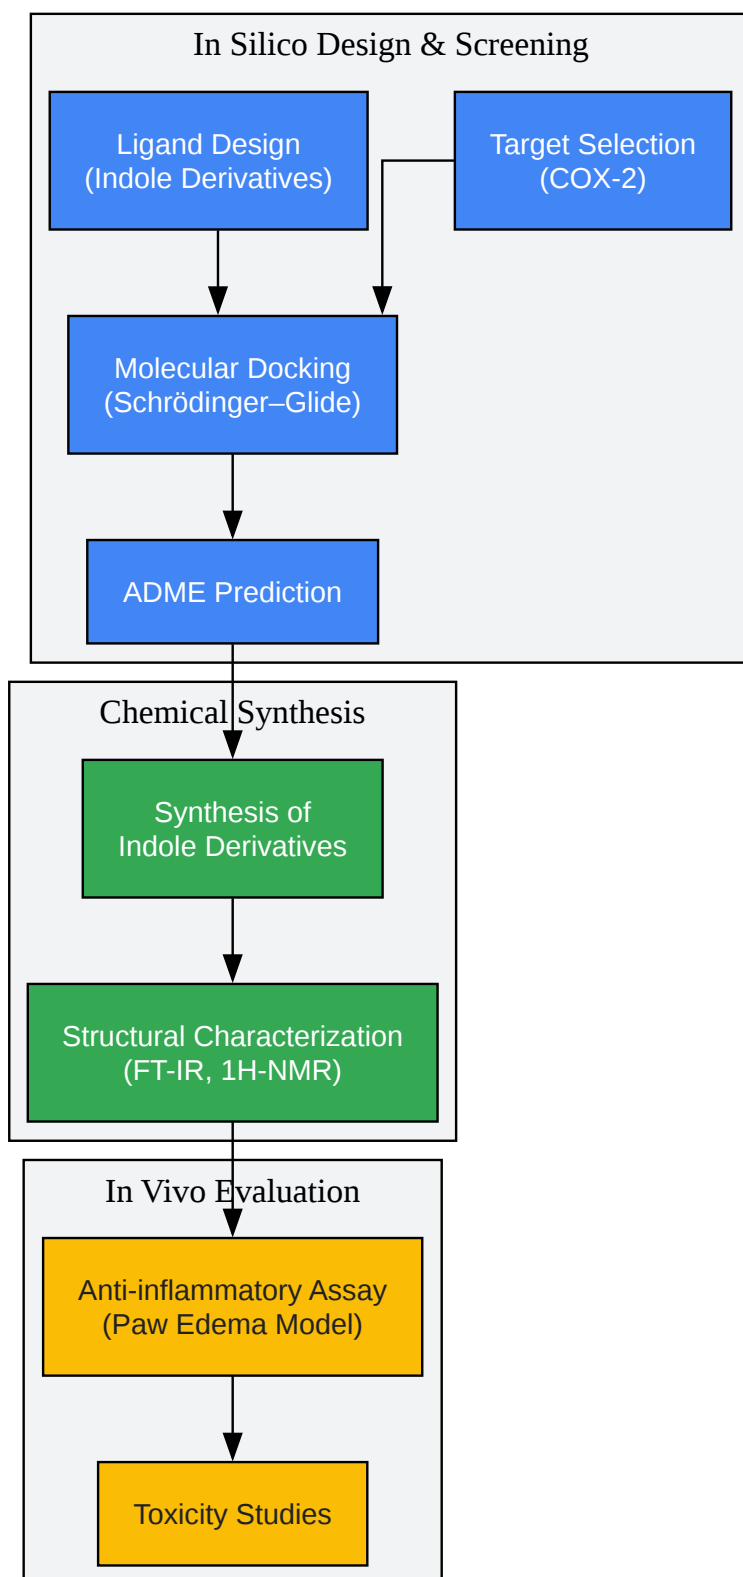 In Silico Design & Screening
Ligand Design
(Indole Derivatives)
Target Selection
(COX-2)
Molecular Docking
(Schrödinger–Glide)
ADME Prediction
Chemical Synthesis
Synthesis of
Indole Derivatives
Structural Characterization
(FT-IR, 1H-NMR)
In Vivo Evaluation
Anti-inflammatory Assay
(Paw Edema Model)
Toxicity Studies